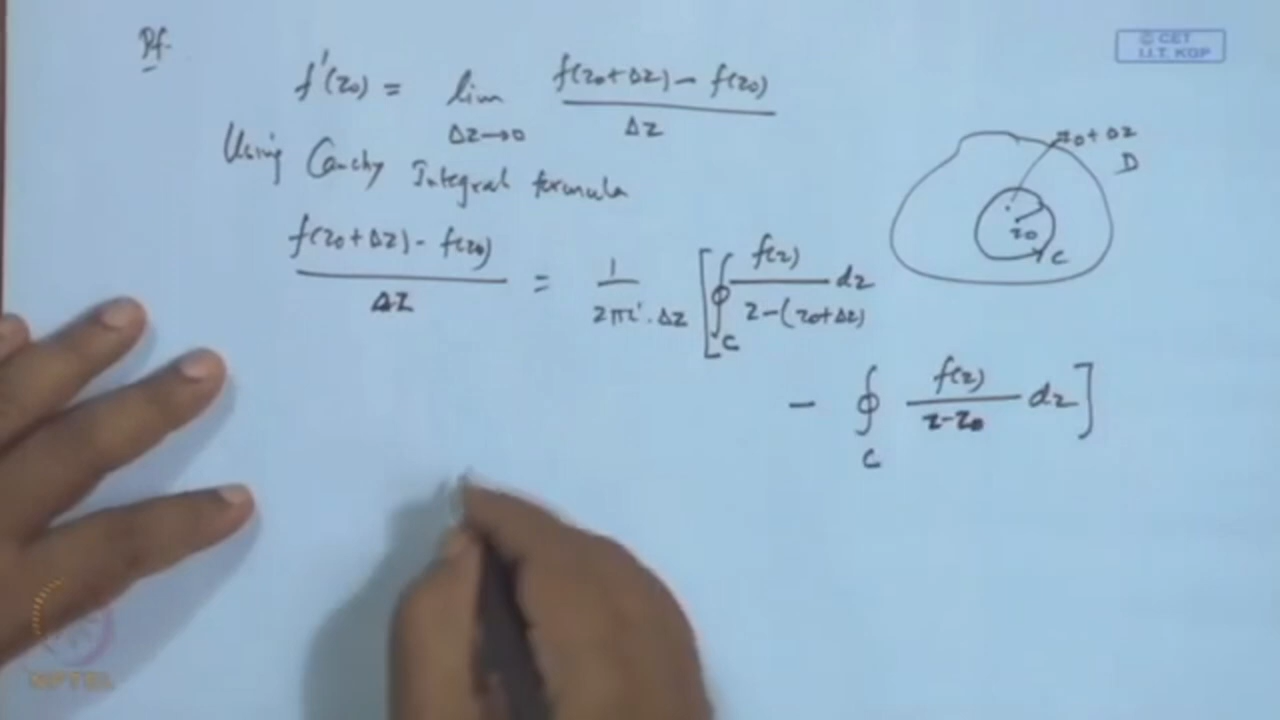 Pf.
© CET
I.I.T. KGP
f'(z₀) = lim Δz→0 f(z₀+Δz) − f(z₀) / Δz
z₀+Δz
D
z₀
C
Using Cauchy Integral formula
f(z₀+Δz) − f(z₀) / Δz = 1 / 2πi·Δz [ ∮_C f(z) / z−(z₀+Δz) dz
− ∮_C f(z) / z−z₀ dz ]
NPTEL